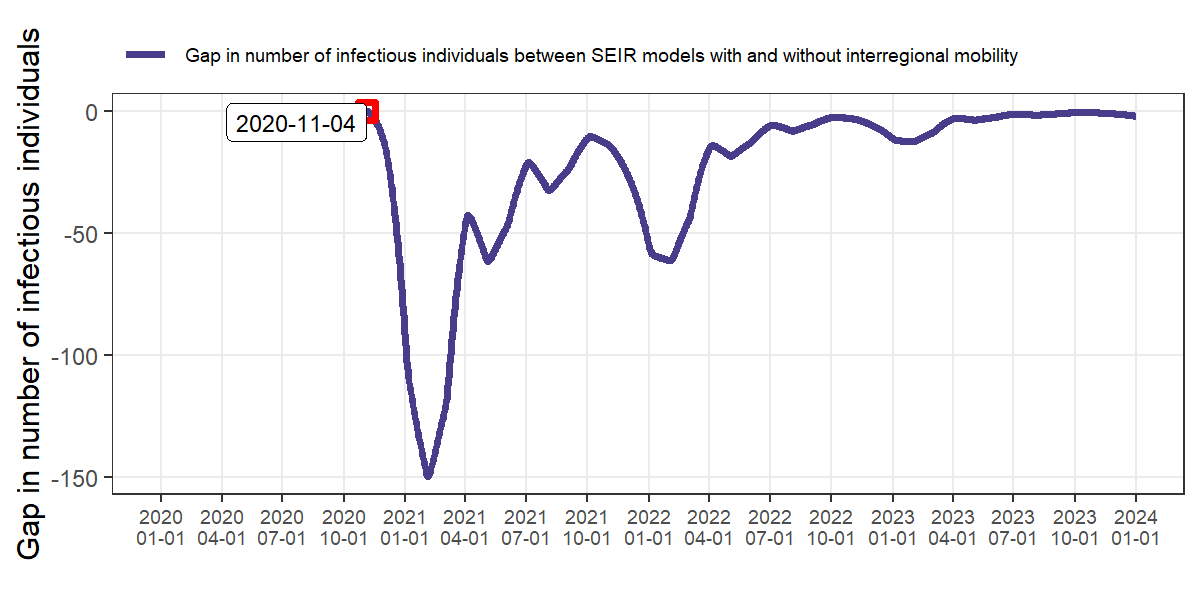 Gap in number of infectious individuals between SEIR models with and without interregional mobility
Gap in number of infectious individuals
0
-50
-100
-150
2020-11-04
2020 2020 2020 2020 2021 2021 2021 2021 2022 2022 2022 2022 2023 2023 2023 2023 2024
01-01 04-01 07-01 10-01 01-01 04-01 07-01 10-01 01-01 04-01 07-01 10-01 01-01 04-01 07-01 10-01 01-01